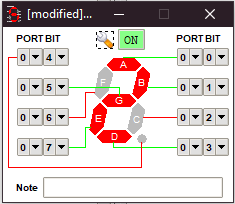 [modified]...
PORT BIT
PORT BIT
ON
0 4
A
0 0
0 5
F
B
0 1
G
0 6
E
C
0 2
0 7
D
0 3
Note